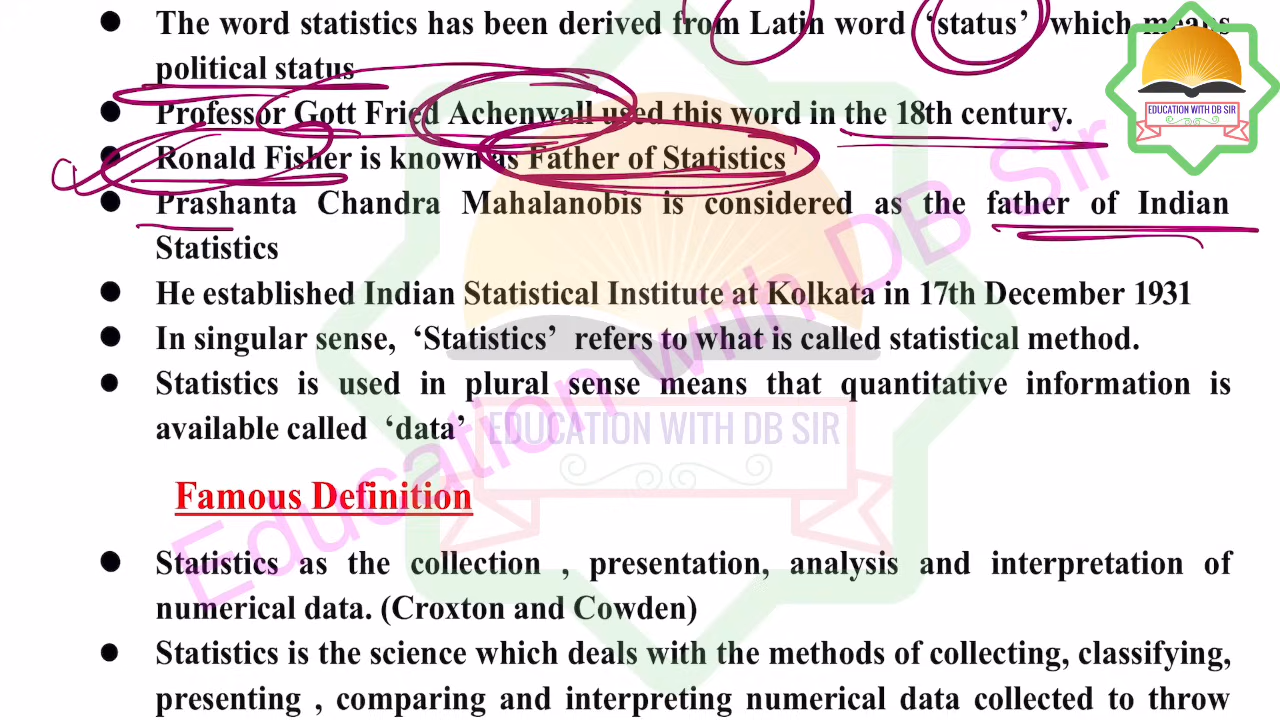 ● The word statistics has been derived from Latin word ‘status’ which means
political status
● Professor Gott Fried Achenwall used this word in the 18th century.
● Ronald Fisher is known as Father of Statistics
● Prashanta Chandra Mahalanobis is considered as the father of Indian
Statistics
● He established Indian Statistical Institute at Kolkata in 17th December 1931
● In singular sense, ‘Statistics’ refers to what is called statistical method.
● Statistics is used in plural sense means that quantitative information is
available called ‘data’
Famous Definition
● Statistics as the collection , presentation, analysis and interpretation of
numerical data. (Croxton and Cowden)
● Statistics is the science which deals with the methods of collecting, classifying,
presenting , comparing and interpreting numerical data collected to throw
EDUCATION WITH DB SIR
EDUCATION WITH DB SIR
Education with DB Sir